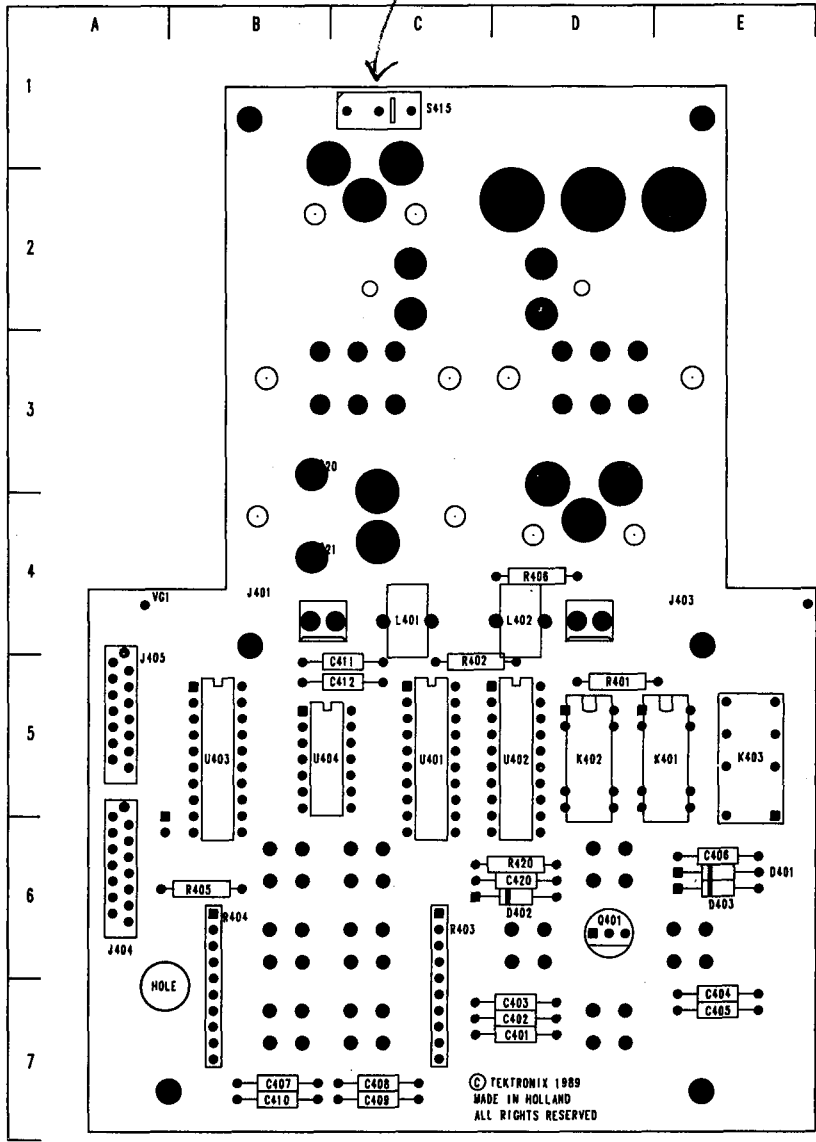 A B C D E
1
S415
2
3
20
21
4
R406
J401
J403
VG1
L401
L402
J405
C411
R402
C412
R401
5
U403
U404
U401
U402
K402
K401
K403
R420
C406
C420
D401
6
R405
D402
D403
R404
R403
Q401
J404
HOLE
C403
C404
C402
C405
C401
7
C407
C408
© TEKTRONIX 1989
C410
C409
MADE IN HOLLAND
ALL RIGHTS RESERVED